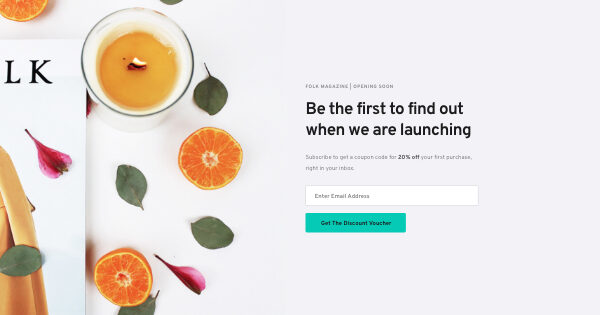 LK
FOLK MAGAZINE | OPENING SOON
Be the first to find out
when we are launching
Subscribe to get a coupon code for 20% off your first purchase,
right in your inbox.
Enter Email Address
Get The Discount Voucher